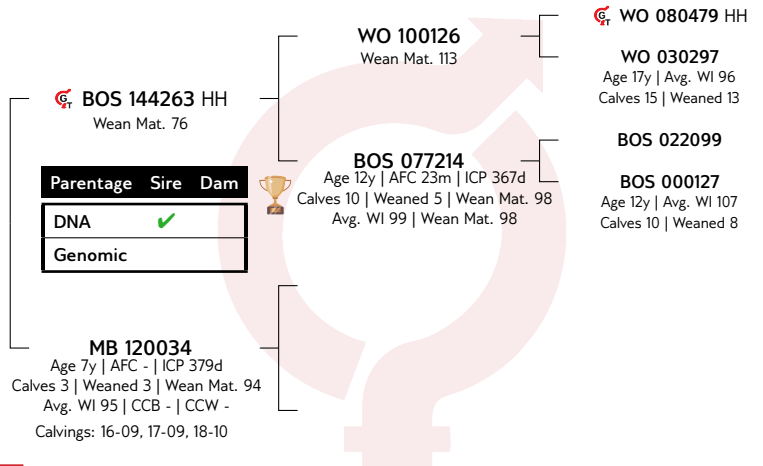 GT WO 080479 HH
WO 100126
Wean Mat. 113
WO 030297
Age 17y | Avg. WI 96
Calves 15 | Weaned 13
GT BOS 144263 HH
Wean Mat. 76
BOS 022099
BOS 077214
Age 12y | AFC 23m | ICP 367d
Calves 10 | Weaned 5 | Wean Mat. 98
Avg. WI 99 | Wean Mat. 98
BOS 000127
Age 12y | Avg. WI 107
Calves 10 | Weaned 8
Parentage Sire Dam
DNA ✔
Genomic
MB 120034
Age 7y | AFC - | ICP 379d
Calves 3 | Weaned 3 | Wean Mat. 94
Avg. WI 95 | CCB - | CCW -
Calvings: 16-09, 17-09, 18-10